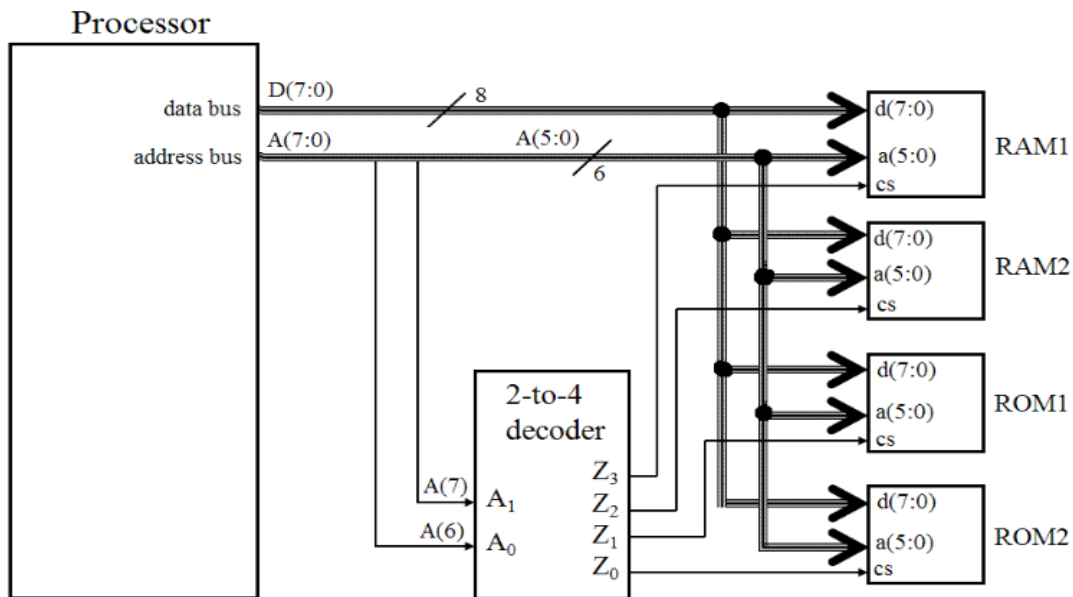 Processor
data bus
address bus
D(7:0)
8
A(7:0)
A(5:0)
6
d(7:0)
a(5:0)
cs
RAM1
d(7:0)
a(5:0)
cs
RAM2
d(7:0)
a(5:0)
cs
ROM1
d(7:0)
a(5:0)
cs
ROM2
2-to-4
decoder
A(7)
A₁
A(6)
A₀
Z₃
Z₂
Z₁
Z₀